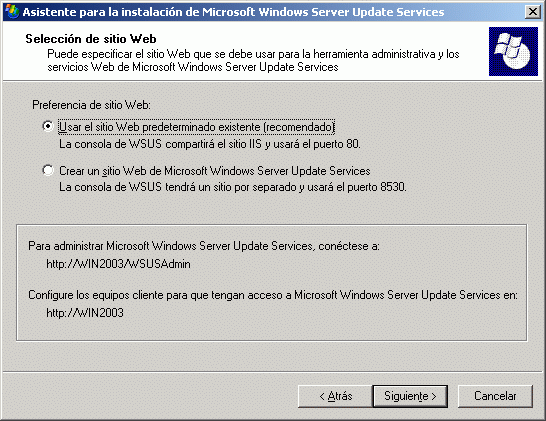 Asistente para la instalación de Microsoft Windows Server Update Services
Selección de sitio Web
Puede especificar el sitio Web que se debe usar para la herramienta administrativa y los
servicios Web de Microsoft Windows Server Update Services
Preferencia de sitio Web:
Usar el sitio Web predeterminado existente (recomendado)
La consola de WSUS compartirá el sitio IIS y usará el puerto 80.
Crear un sitio Web de Microsoft Windows Server Update Services
La consola de WSUS tendrá un sitio por separado y usará el puerto 8530.
Para administrar Microsoft Windows Server Update Services, conéctese a:
http://WIN2003/WSUSAdmin
Configure los equipos cliente para que tengan acceso a Microsoft Windows Server Update Services en:
http://WIN2003
< Atrás
Siguiente >
Cancelar